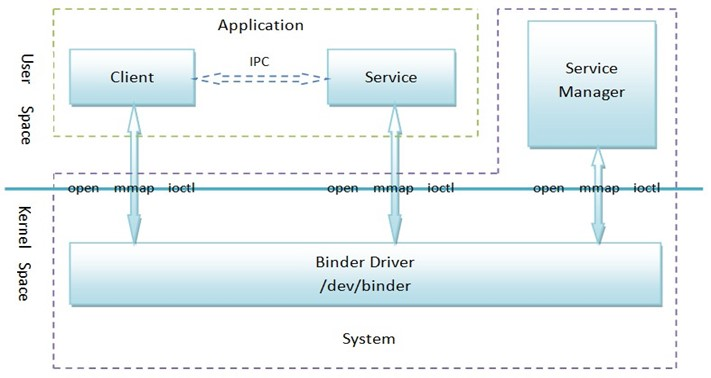 Application
User Space
Client
IPC
Service
Service
Manager
open mmap ioctl
open mmap ioctl
open mmap ioctl
Kernel Space
Binder Driver
/dev/binder
System